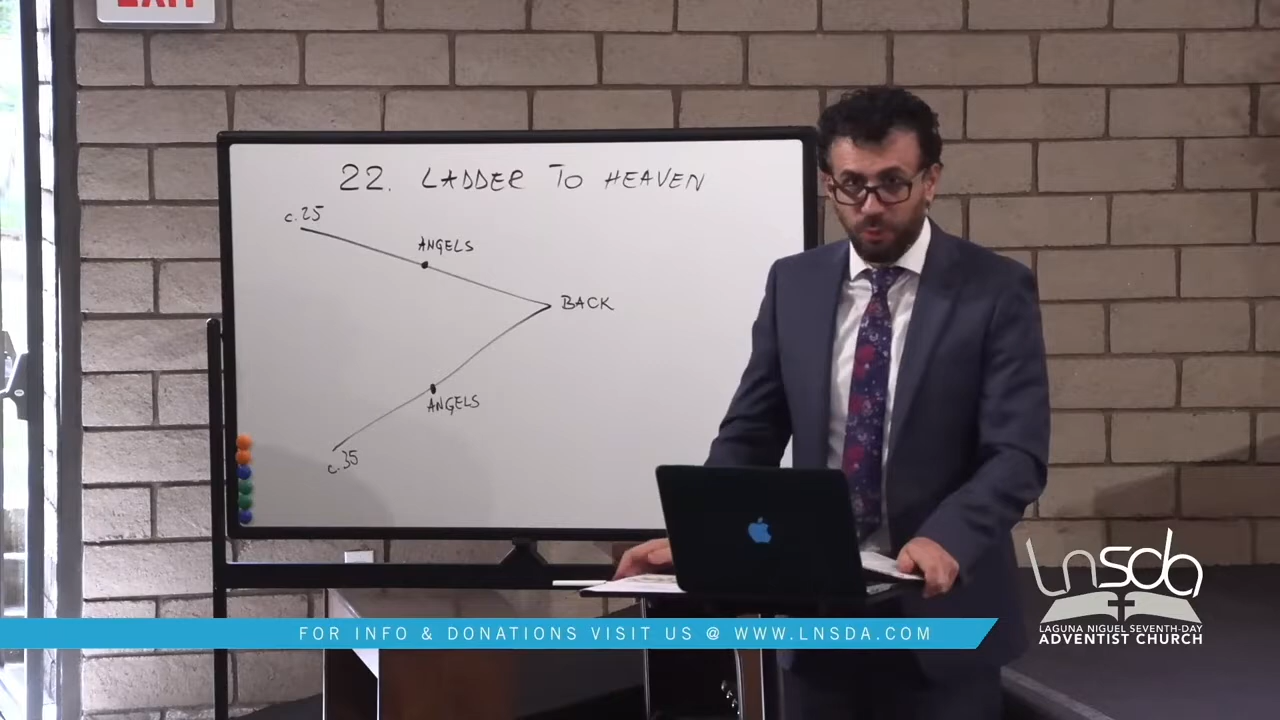 EXIT
22. LADDER TO HEAVEN
c.25
ANGELS
BACK
ANGELS
c.35
FOR INFO & DONATIONS VISIT US @ WWW.LNSDA.COM
LNSDA
LAGUNA NIGUEL SEVENTH-DAY
ADVENTIST CHURCH